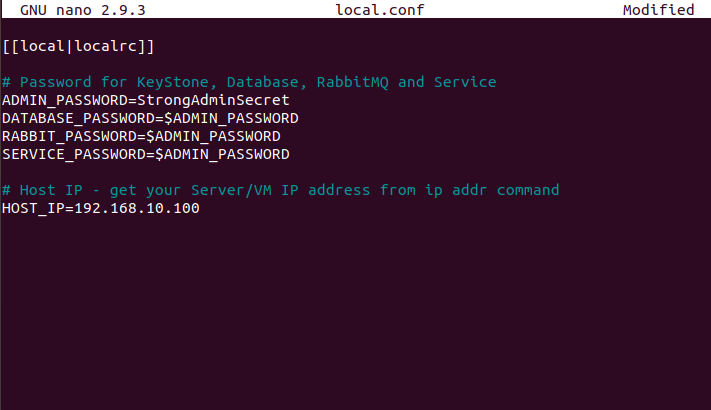 GNU nano 2.9.3 local.conf Modified
[[local|localrc]]
# Password for KeyStone, Database, RabbitMQ and Service
ADMIN_PASSWORD=StrongAdminSecret
DATABASE_PASSWORD=$ADMIN_PASSWORD
RABBIT_PASSWORD=$ADMIN_PASSWORD
SERVICE_PASSWORD=$ADMIN_PASSWORD
# Host IP - get your Server/VM IP address from ip addr command
HOST_IP=192.168.10.100